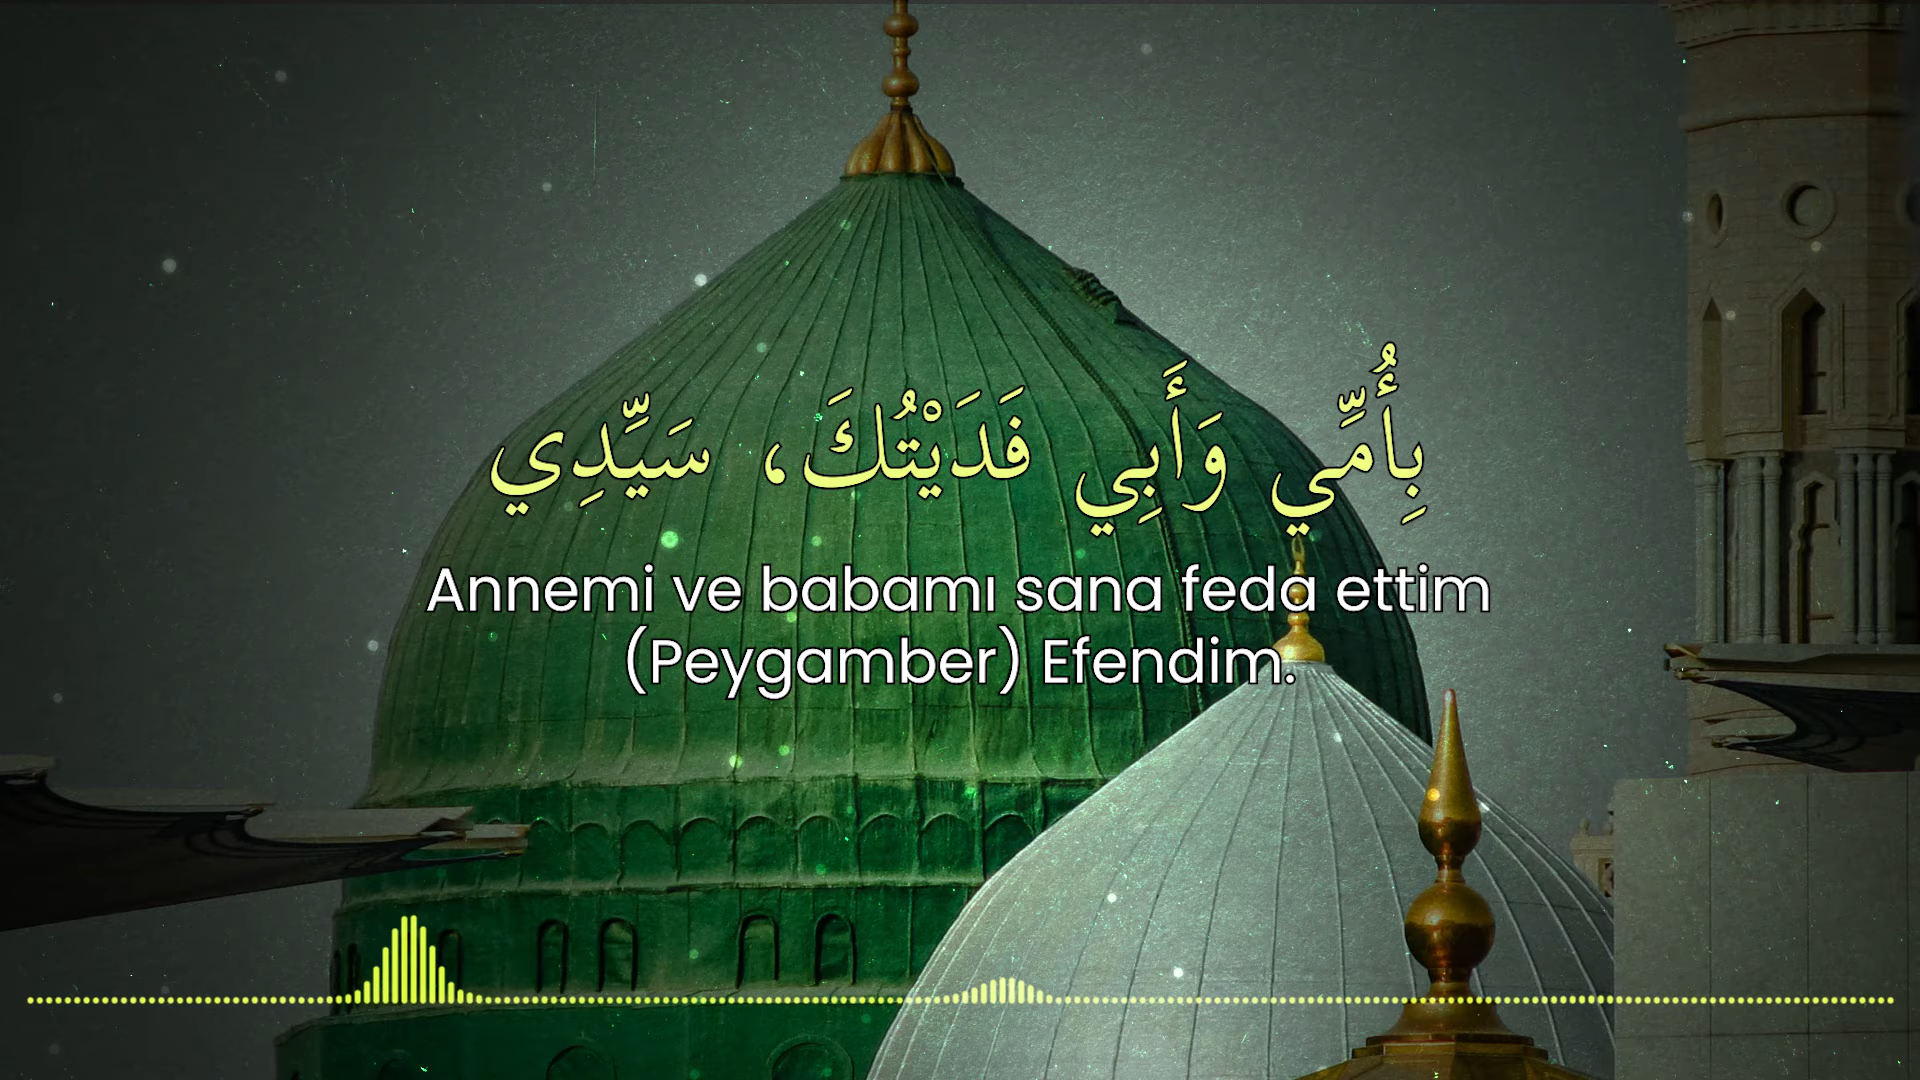 بِأُمِّي وَأَبِي فَدَيْتُكَ، سَيِّدِي
Annemi ve babamı sana feda ettim
(Peygamber) Efendim.